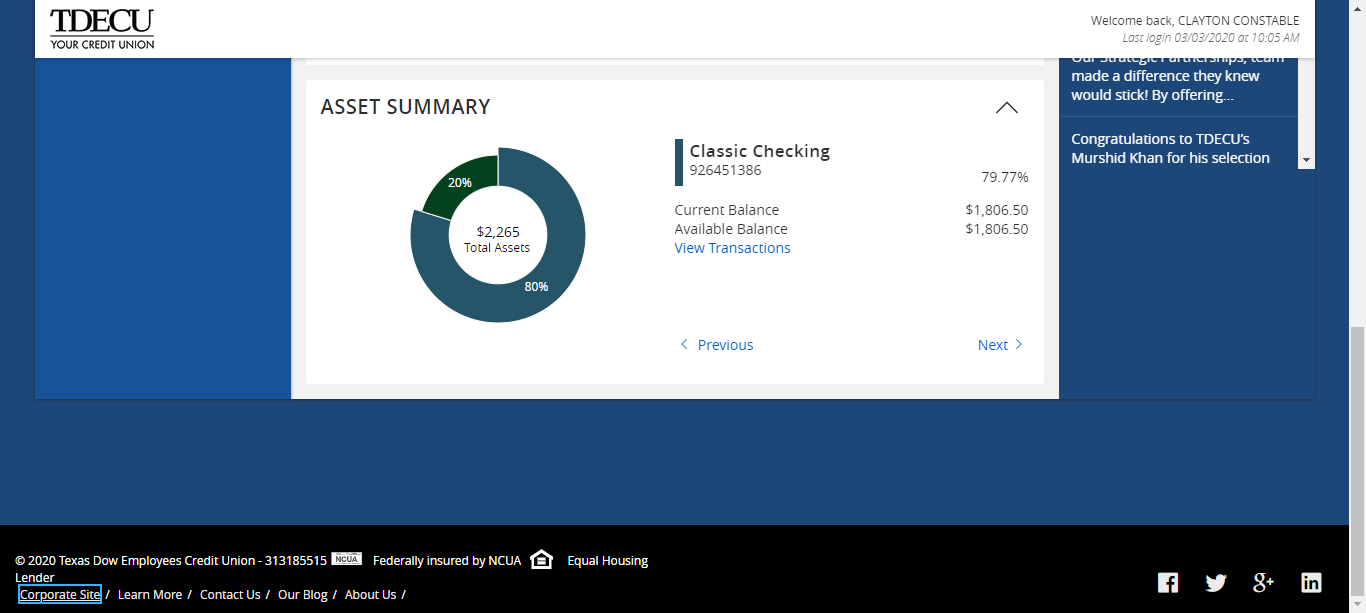 TDECU
YOUR CREDIT UNION
Welcome back, CLAYTON CONSTABLE
Last login 03/03/2020 at 10:05 AM
Our Strategic Partnerships, team
made a difference they knew
would stick! By offering...
Congratulations to TDECU's
Murshid Khan for his selection
ASSET SUMMARY
20%
$2,265
Total Assets
80%
Classic Checking
926451386
79.77%
Current Balance $1,806.50
Available Balance $1,806.50
View Transactions
Previous Next
© 2020 Texas Dow Employees Credit Union - 313185515 NCUA Federally insured by NCUA Equal Housing
Lender
Corporate Site / Learn More / Contact Us / Our Blog / About Us /